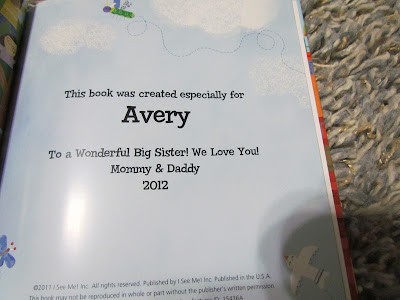 This book was created especially for
Avery
To a Wonderful Big Sister! We Love You!
Mommy & Daddy
2012
©2011 I See Me! Inc. All rights reserved. Published by I See Me! Inc. Published in the U.S.A.
This book may not be reproduced in whole or part without the publisher's written permission.